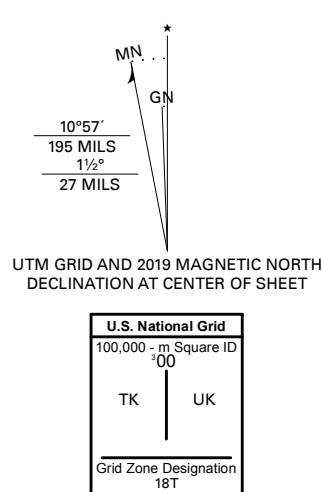 ★
MN
GN
10°57´
195 MILS
1½°
27 MILS
UTM GRID AND 2019 MAGNETIC NORTH
DECLINATION AT CENTER OF SHEET
U.S. National Grid
100,000 - m Square ID
³00
TK UK
Grid Zone Designation
18T